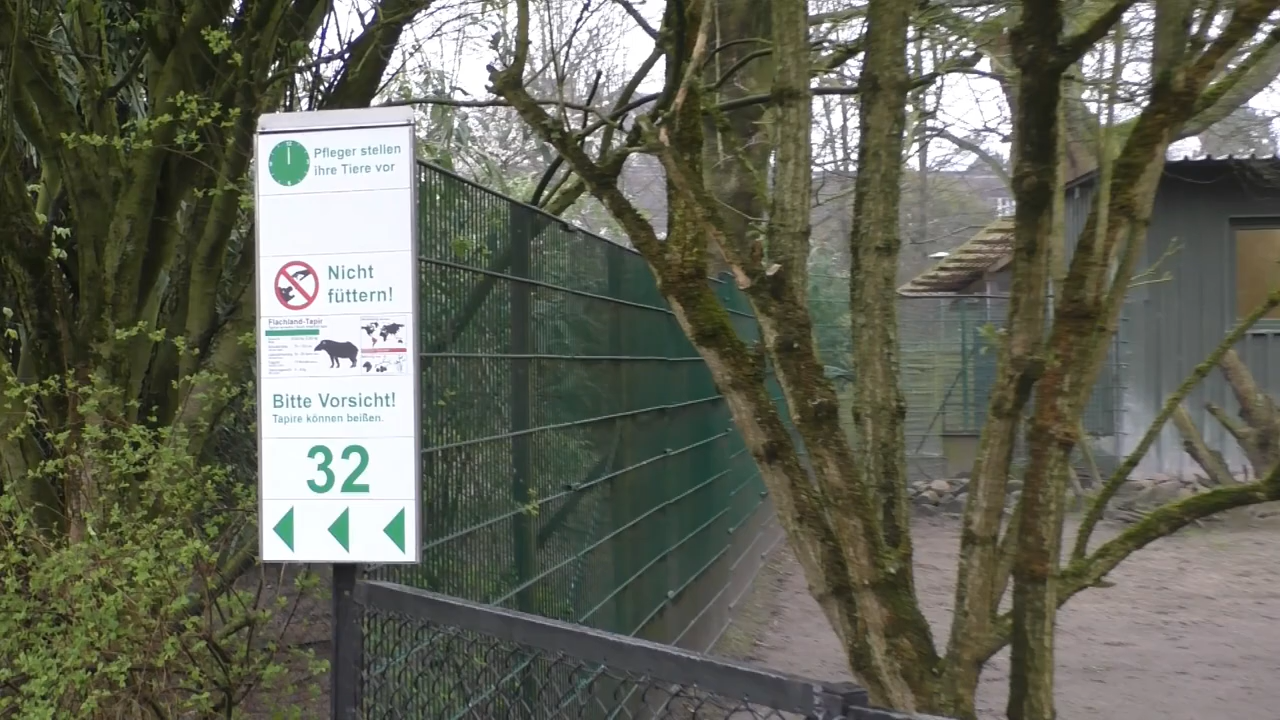 Pfleger stellen
ihre Tiere vor
Nicht
füttern!
Flachland-Tapir
Bitte Vorsicht!
Tapire können beißen.
32